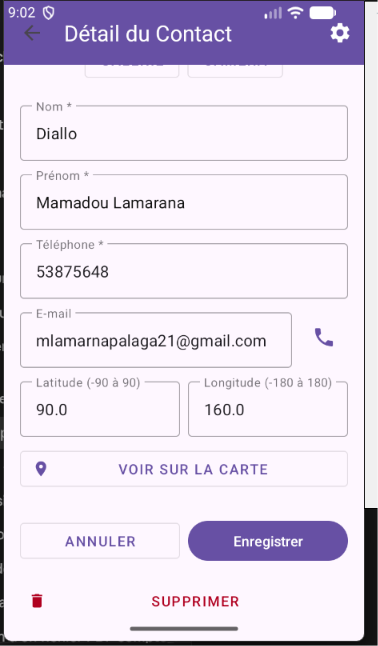 9:02
Détail du Contact
Nom *
Diallo
Prénom *
Mamadou Lamarana
Téléphone *
53875648
E-mail
mlamarnapalaga21@gmail.com
Latitude (-90 à 90) Longitude (-180 à 180)
90.0 160.0
VOIR SUR LA CARTE
ANNULER Enregistrer
SUPPRIMER